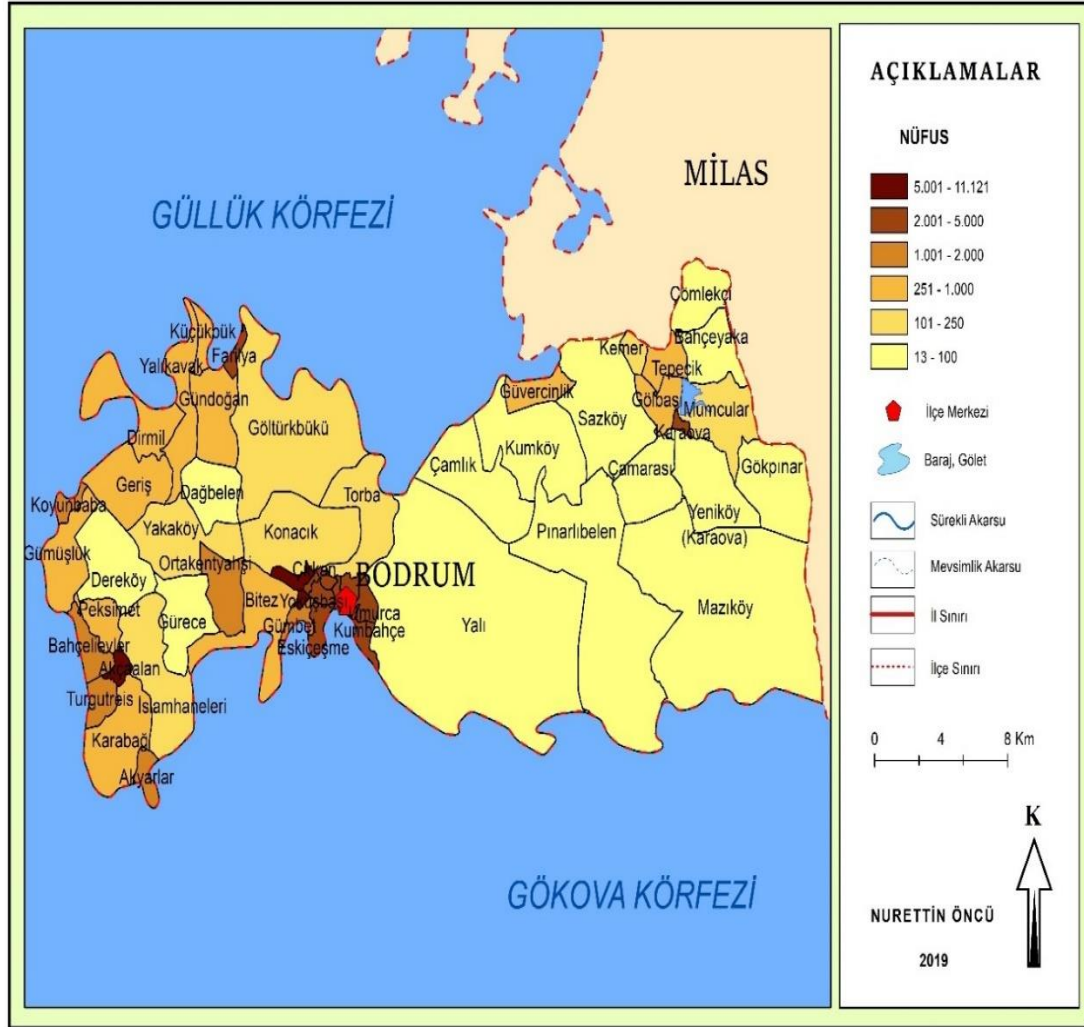 MİLAS
GÜLLÜK KÖRFEZİ
Çömlekçi
Küçükbük
Bahçeyaka
Farilya
Kemer
Yalıkavak
Tepecik
Gündoğan
Güvercinlik
Gölbaşı
Mumcular
Göltürkbükü
Sazköy
Dirmil
Karaova
Kumköy
Geriş
Çamlık
Çamarası
Gökpınar
Dağbelen
Koyunbaba
Torba
Yakaköy
Konacık
Pınarlıbelen
Yeniköy
(Karaova)
Gümüşlük
Ortakentyahşi
Dereköy
BODRUM
Bitez
Yokuşbaşı
Peksimet
Umurca
Mazıköy
Gürece
Gümbet
Kumbahçe
Yalı
Bahçelievler
Eskiçeşme
Akçaalan
Turgutreis
İslamhaneleri
Karabağ
Akyarlar
GÖKOVA KÖRFEZİ
AÇIKLAMALAR
NÜFUS
5.001 - 11.121
2.001 - 5.000
1.001 - 2.000
251 - 1.000
101 - 250
13 - 100
İlçe Merkezi
Baraj, Gölet
Sürekli Akarsu
Mevsimlik Akarsu
İl Sınırı
İlçe Sınırı
0 4 8 Km
K
NURETTİN ÖNCÜ
2019